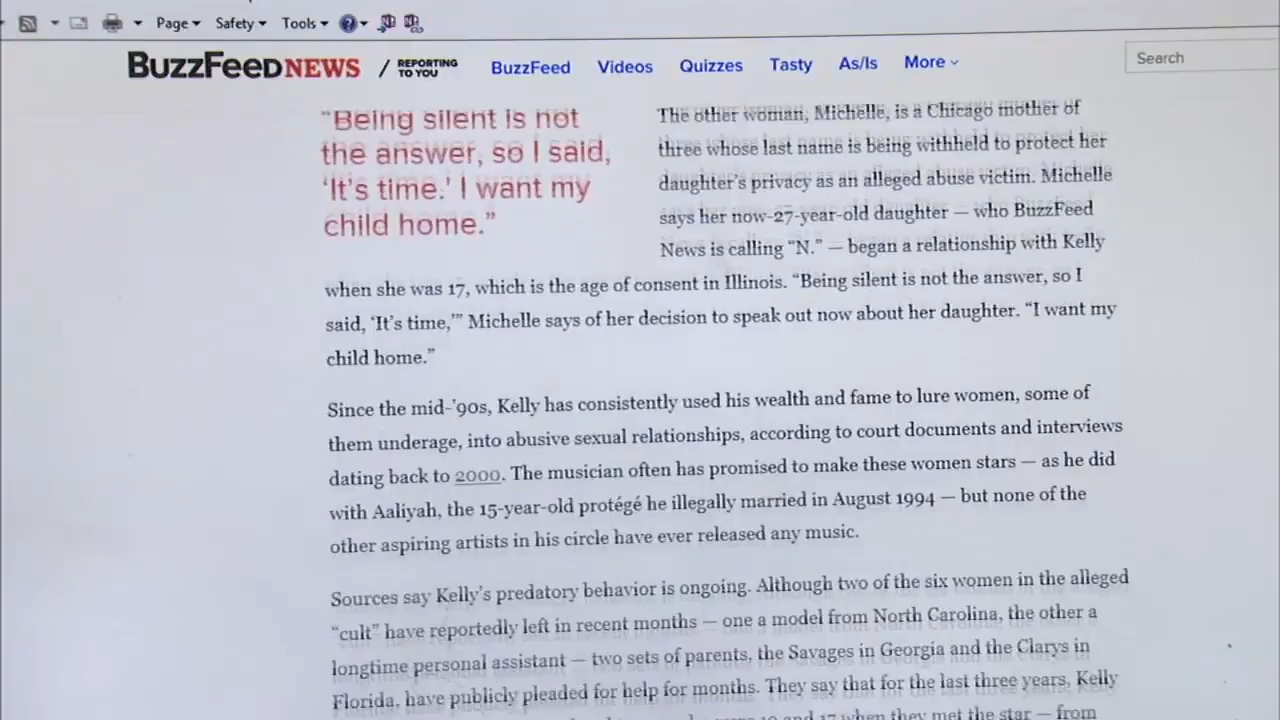 Page
Safety
Tools
BuzzFeed NEWS / REPORTING TO YOU
BuzzFeed
Videos
Quizzes
Tasty
As/Is
More
Search
"Being silent is not
the answer, so I said,
'It's time.' I want my
child home."
The other woman, Michelle, is a Chicago mother of
three whose last name is being withheld to protect her
daughter's privacy as an alleged abuse victim. Michelle
says her now-27-year-old daughter — who BuzzFeed
News is calling "N." — began a relationship with Kelly
when she was 17, which is the age of consent in Illinois. "Being silent is not the answer, so I
said, 'It's time,'" Michelle says of her decision to speak out now about her daughter. "I want my
child home."
Since the mid-'90s, Kelly has consistently used his wealth and fame to lure women, some of
them underage, into abusive sexual relationships, according to court documents and interviews
dating back to 2000. The musician often has promised to make these women stars — as he did
with Aaliyah, the 15-year-old protégé he illegally married in August 1994 — but none of the
other aspiring artists in his circle have ever released any music.
Sources say Kelly's predatory behavior is ongoing. Although two of the six women in the alleged
"cult" have reportedly left in recent months — one a model from North Carolina, the other a
longtime personal assistant — two sets of parents, the Savages in Georgia and the Clarys in
Florida, have publicly pleaded for help for months. They say that for the last three years, Kelly
and 17 when they met the star — from